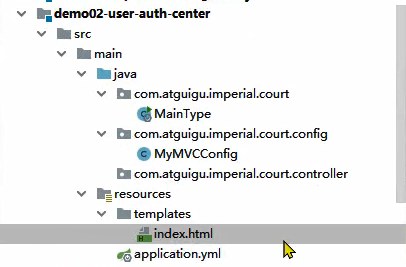 demo02-user-auth-center
src
main
java
com.atguigu.imperial.court
MainType
com.atguigu.imperial.court.config
MyMVCConfig
com.atguigu.imperial.court.controller
resources
templates
index.html
application.yml